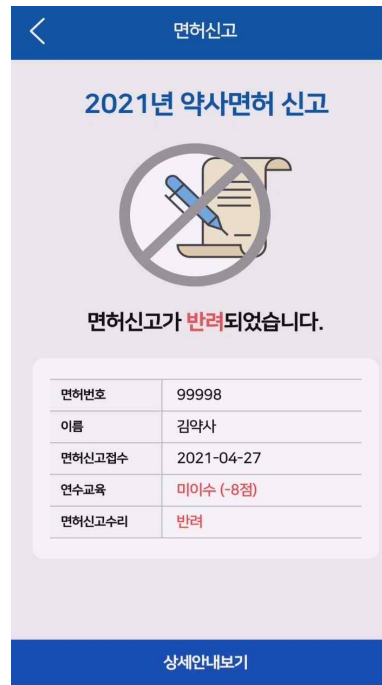 면허신고
2021년 약사면허 신고
면허신고가 반려되었습니다.
면허번호 99998
이름 김약사
면허신고접수 2021-04-27
연수교육 미이수 (-8점)
면허신고수리 반려
상세안내보기